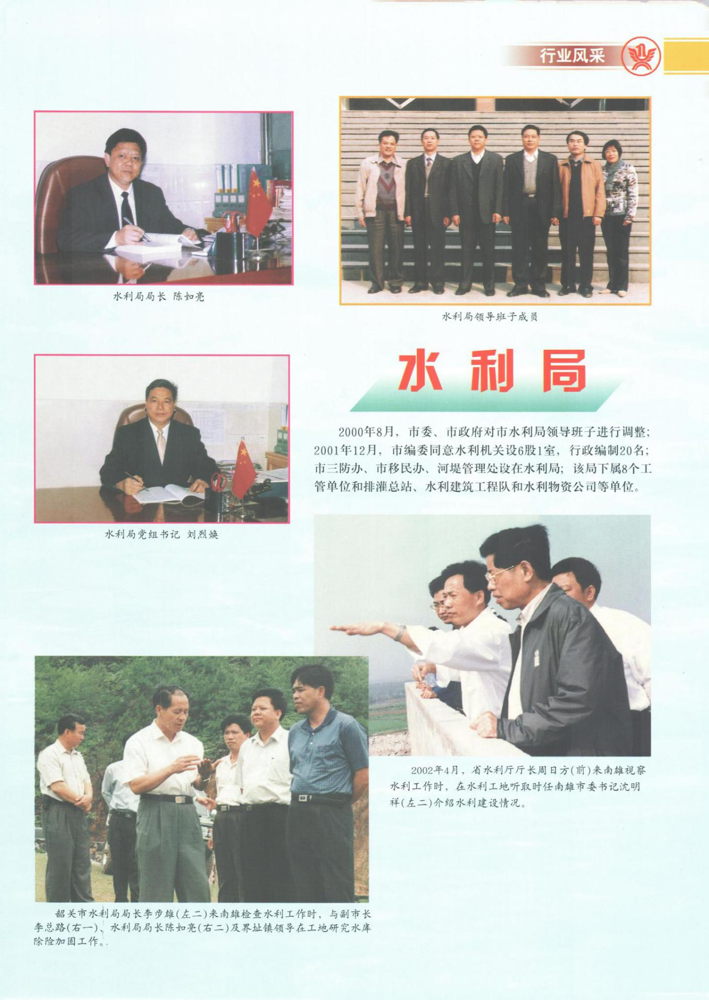 行业风采
水利局局长 陈如亮
水利局领导班子成员
水利局
2000年8月，市委、市政府对市水利局领导班子进行调整；
2001年12月，市编委同意水利机关设6股1室，行政编制20名；
市三防办、市移民办、河堤管理处设在水利局；该局下属8个工
管单位和排灌总站、水利建筑工程队和水利物资公司等单位。
水利局党组书记 刘烈焕
2002年4月，省水利厅厅长周日方(前)来南雄视察
水利工作时，在水利工地听取时任南雄市委书记沈明
祥(左二)介绍水利建设情况。
韶关市水利局局长李步雄(左二)来南雄检查水利工作时，与副市长
李总路(右一)、水利局局长陈如亮(右二)及界址镇领导在工地研究水库
除险加固工作。